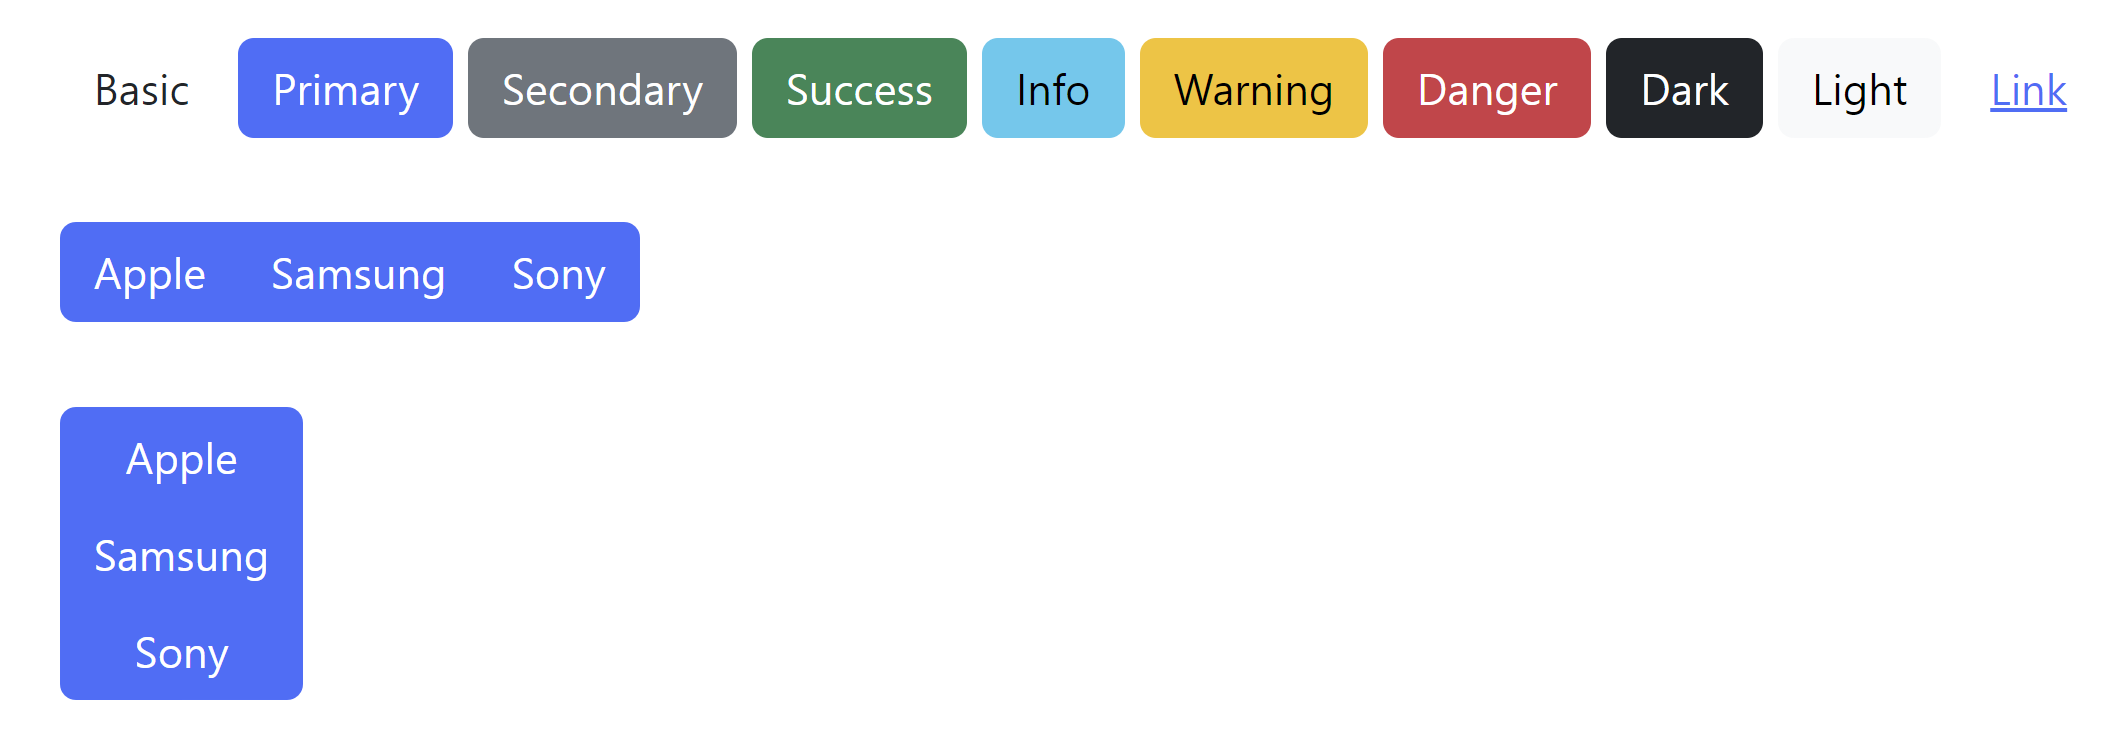 Basic Primary Secondary Success Info Warning Danger Dark Light Link
Apple Samsung Sony
Apple
Samsung
Sony